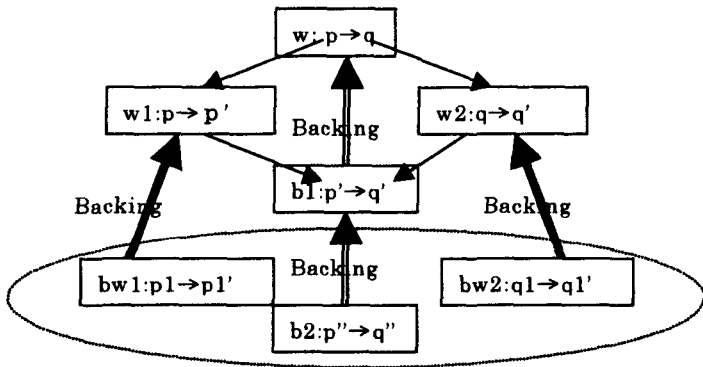 w: p→q
w1:p→p'
w2:q→q'
Backing
b1:p'→q'
Backing
Backing
Backing
bw1:p1→p1'
bw2:q1→q1'
b2:p"→q"